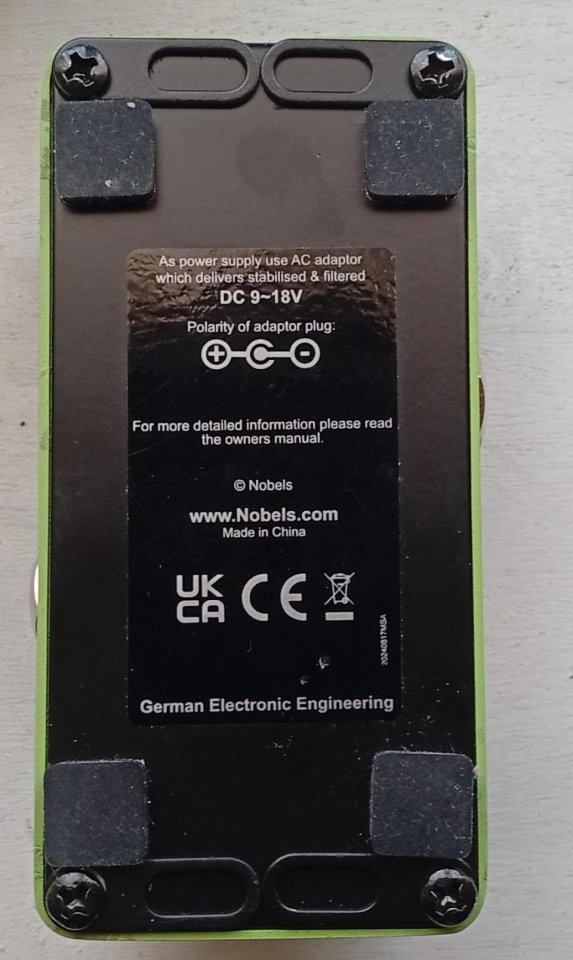 As power supply use AC adaptor
which delivers stabilised & filtered
DC 9~18V
Polarity of adaptor plug:
+ -
For more detailed information please read
the owners manual.
© Nobels
www.Nobels.com
Made in China
UK
CA CE
20240817MSA
German Electronic Engineering